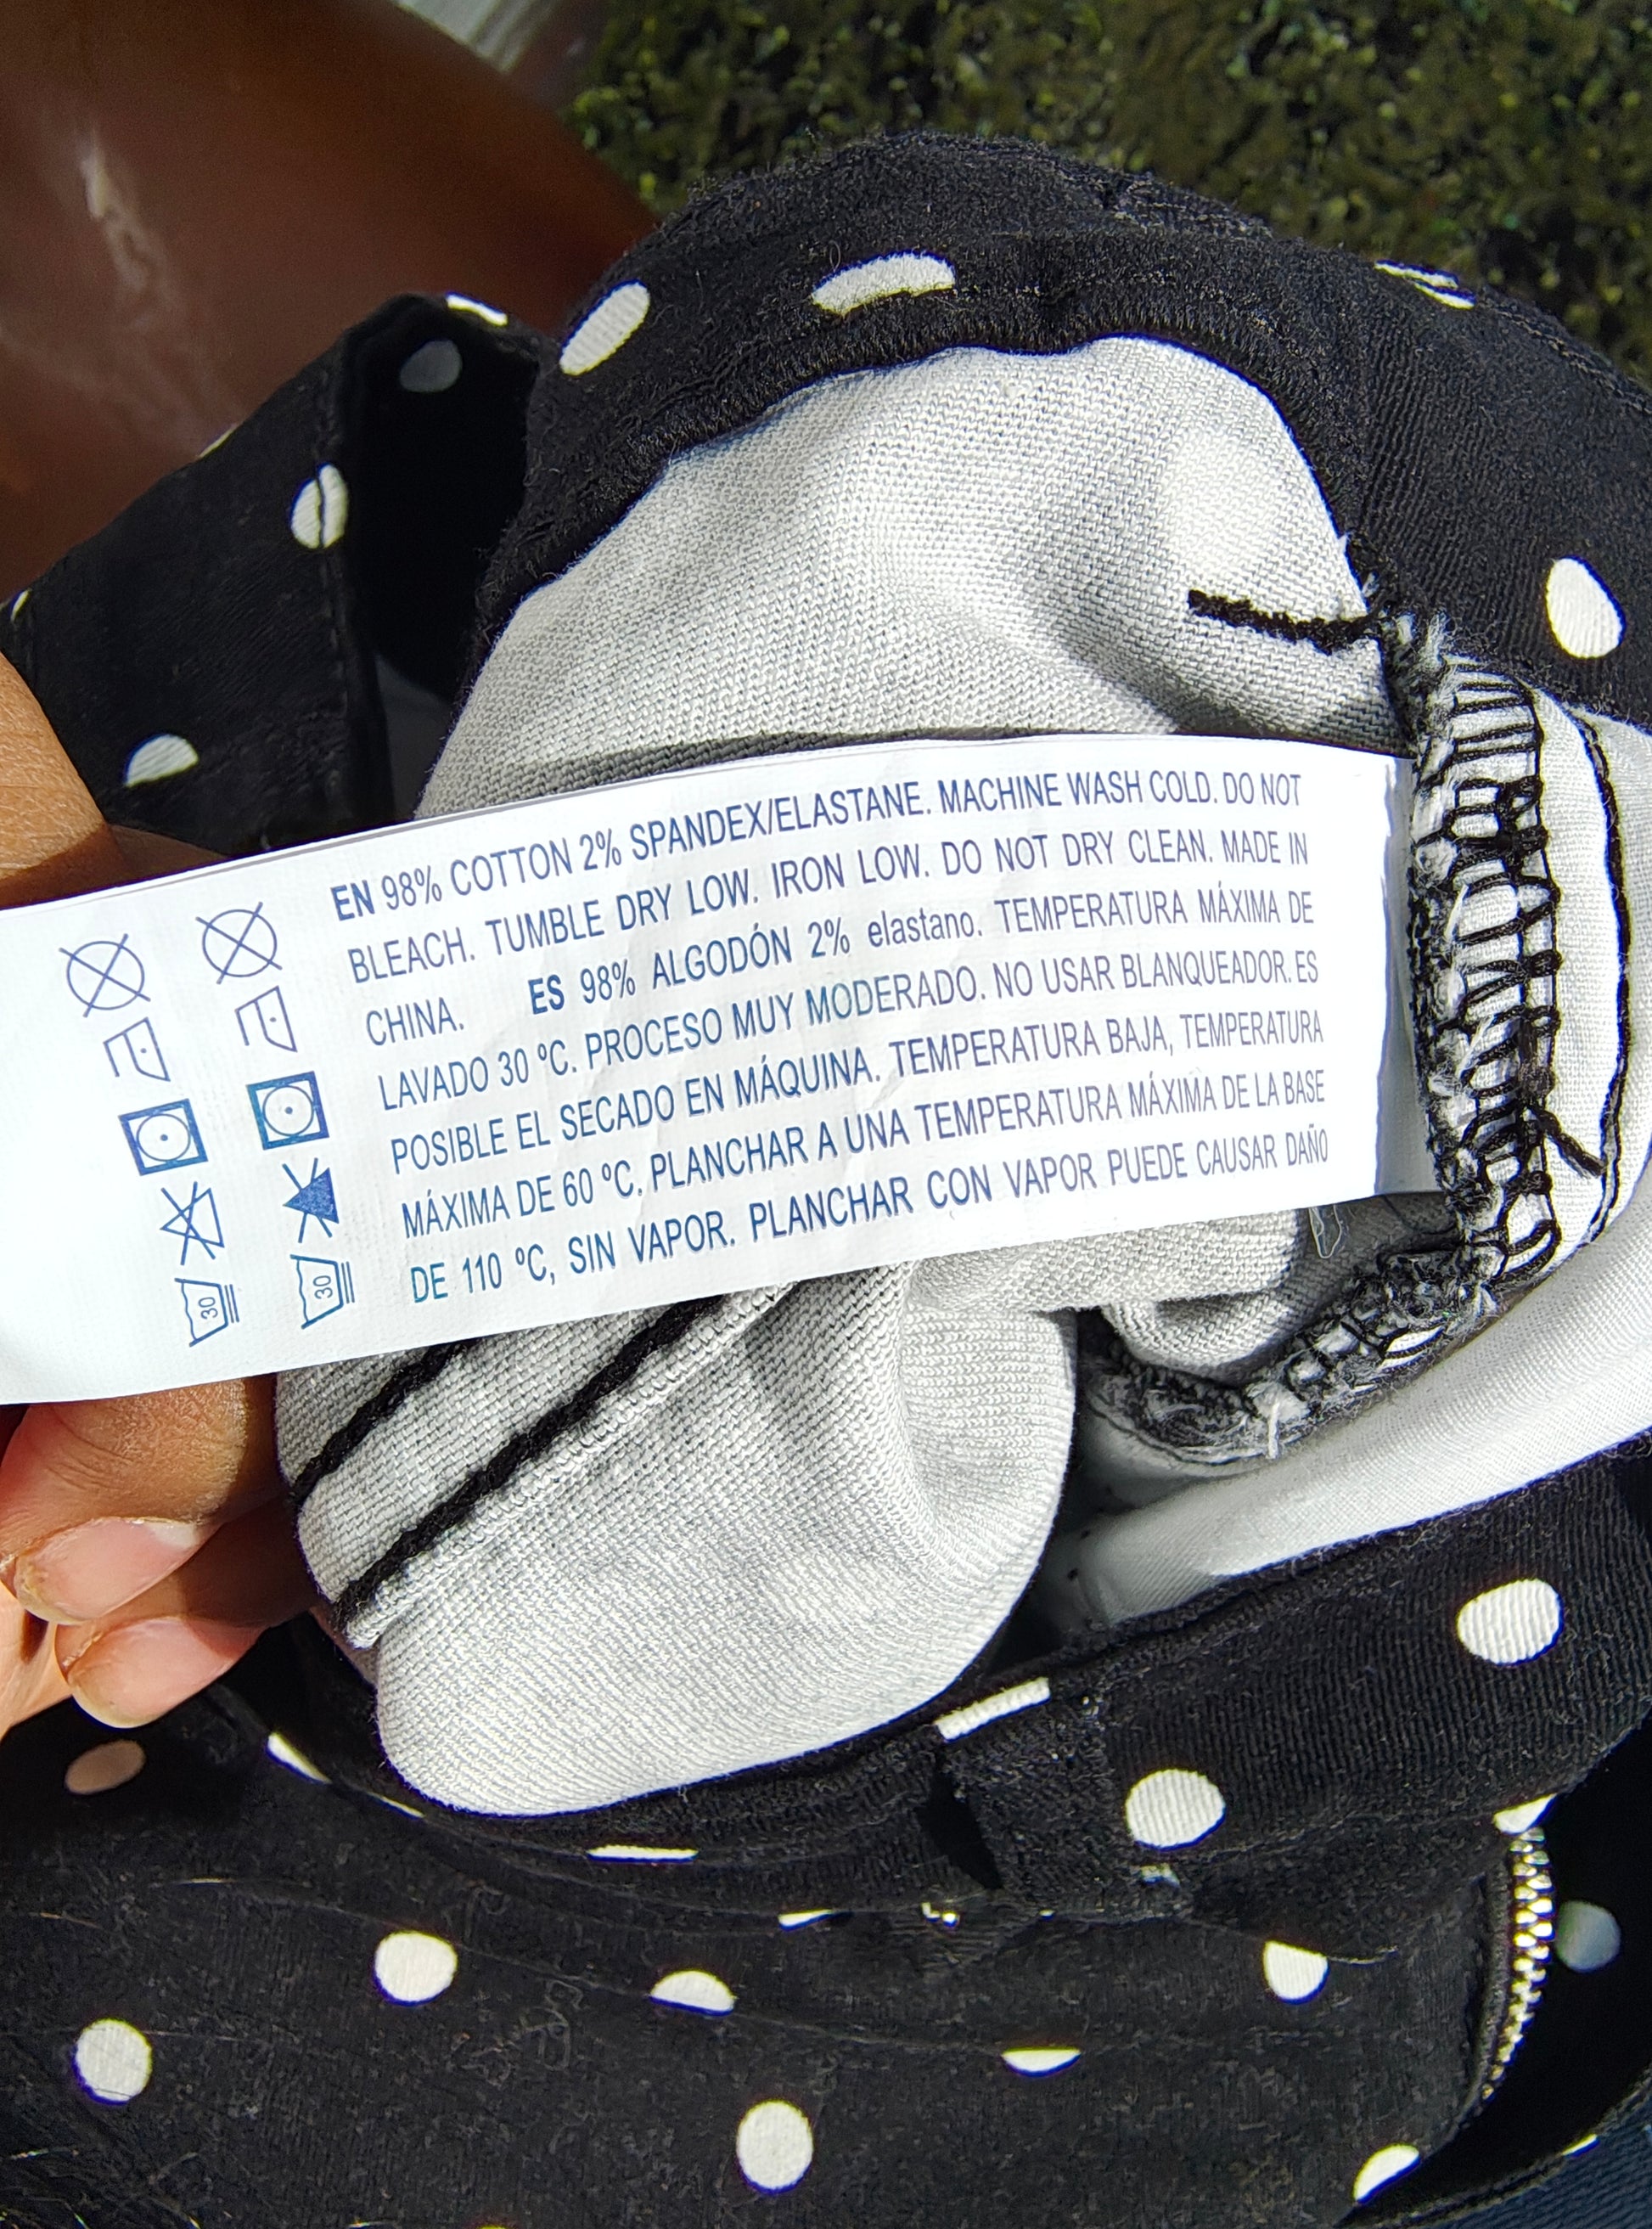 EN 98% COTTON 2% SPANDEX/ELASTANE. MACHINE WASH COLD. DO NOT
BLEACH. TUMBLE DRY LOW. IRON LOW. DO NOT DRY CLEAN. MADE IN
CHINA. ES 98% ALGODÓN 2% elastano. TEMPERATURA MÁXIMA DE
LAVADO 30 ºC. PROCESO MUY MODERADO. NO USAR BLANQUEADOR. ES
POSIBLE EL SECADO EN MÁQUINA. TEMPERATURA BAJA, TEMPERATURA
MÁXIMA DE 60 ºC. PLANCHAR A UNA TEMPERATURA MÁXIMA DE LA BASE
DE 110 ºC, SIN VAPOR. PLANCHAR CON VAPOR PUEDE CAUSAR DAÑO
30
30